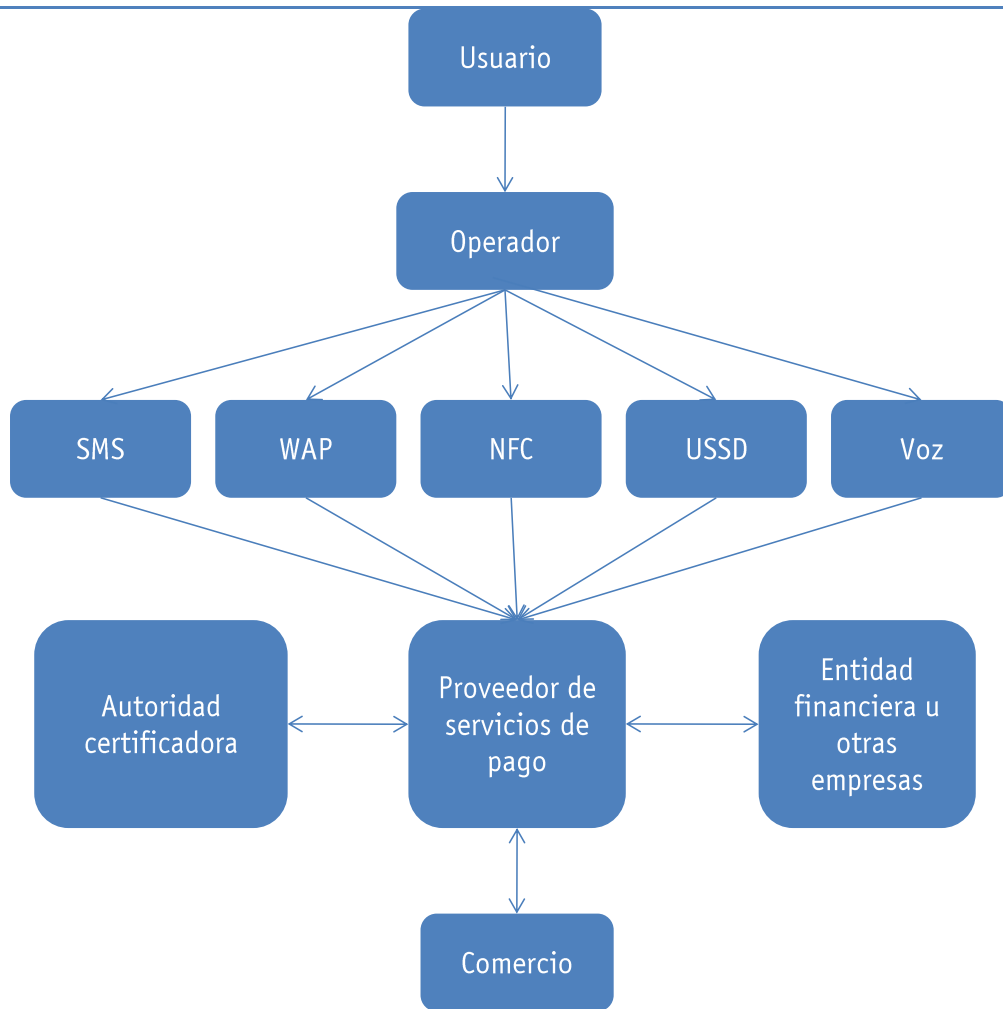 Usuario
Operador
SMS
WAP
NFC
USSD
Voz
Autoridad
certificadora
Proveedor de
servicios de
pago
Entidad
financiera u
otras
empresas
Comercio